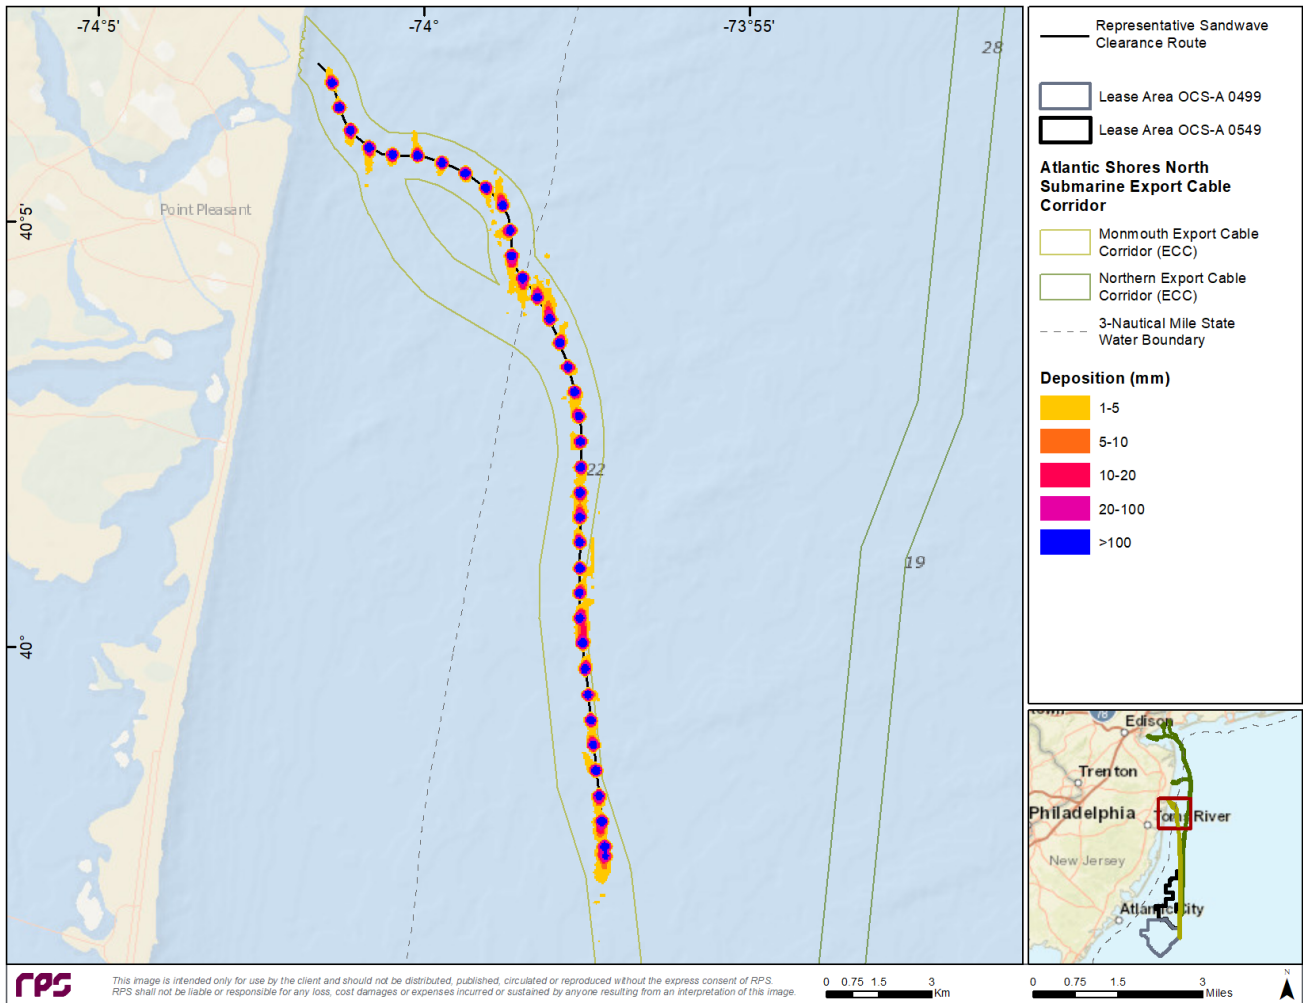 -74°5'
-74°
-73°55'
40°5'
40°
Point Pleasant
28
22
19
Representative Sandwave
Clearance Route
Lease Area OCS-A 0499
Lease Area OCS-A 0549
Atlantic Shores North
Submarine Export Cable
Corridor
Monmouth Export Cable
Corridor (ECC)
Northern Export Cable
Corridor (ECC)
3-Nautical Mile State
Water Boundary
Deposition (mm)
1-5
5-10
10-20
20-100
>100
78
Edison
Trenton
Philadelphia
Toms River
New Jersey
Atlantic City
rps
This image is intended only for use by the client and should not be distributed, published, circulated or reproduced without the express consent of RPS.
RPS shall not be liable or responsible for any loss, cost damages or expenses incurred or sustained by anyone resulting from an interpretation of this image.
0 0.75 1.5 3
Km
0 0.75 1.5 3
Miles
N